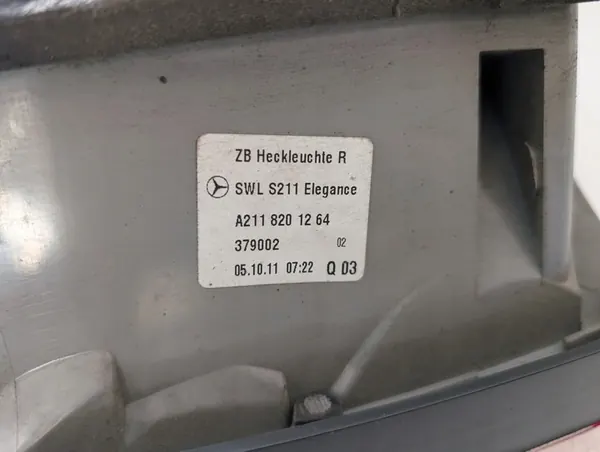 ZB Heckleuchte R
SWL S211 Elegance
A211 820 12 64
379002 02
05.10.11 07:22 Q 03